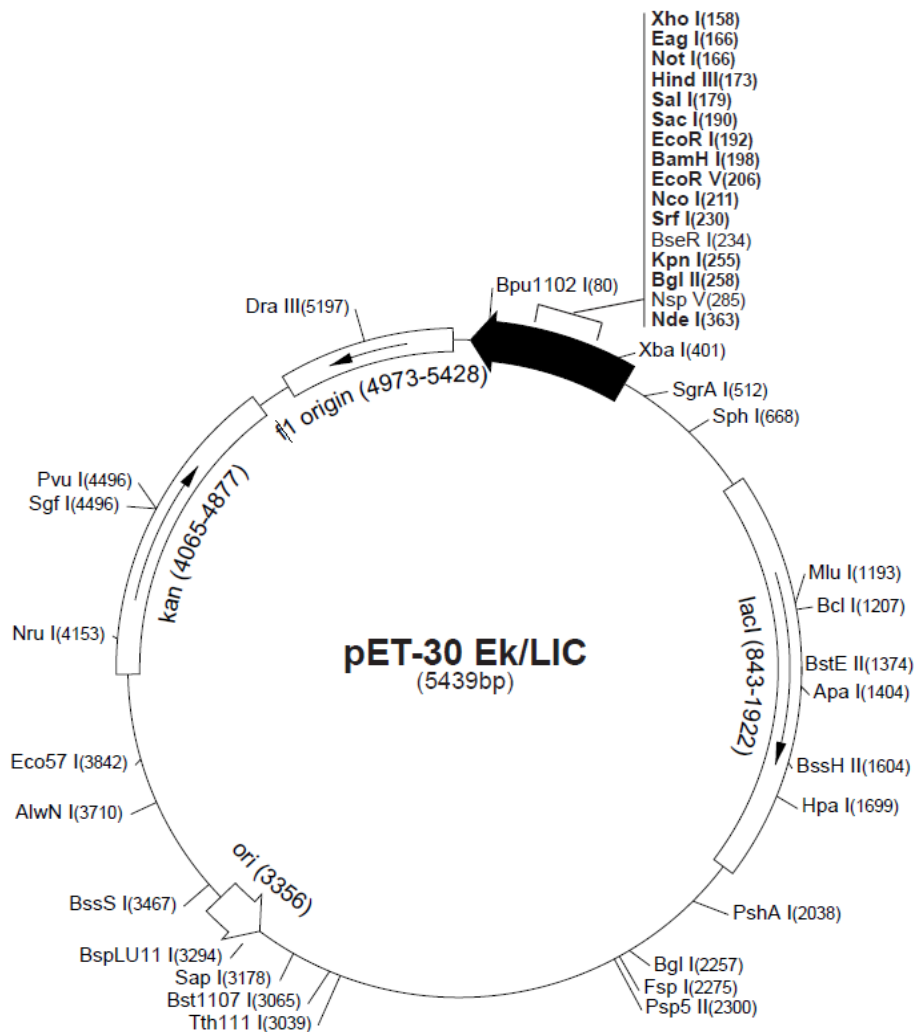 Xho I(158)
Eag I(166)
Not I(166)
Hind III(173)
Sal I(179)
Sac I(190)
EcoR I(192)
BamH I(198)
EcoR V(206)
Nco I(211)
Srf I(230)
BseR I(234)
Kpn I(255)
Bgl II(258)
Nsp V(285)
Nde I(363)
Bpu1102 I(80)
Dra III(5197)
Xba I(401)
SgrA I(512)
Sph I(668)
f1 origin (4973-5428)
Pvu I(4496)
Sgf I(4496)
kan (4065-4877)
Mlu I(1193)
Bcl I(1207)
lacI (843-1922)
Nru I(4153)
pET-30 Ek/LIC
(5439bp)
BstE II(1374)
Apa I(1404)
Eco57 I(3842)
BssH II(1604)
AlwN I(3710)
Hpa I(1699)
ori (3356)
BssS I(3467)
PshA I(2038)
BspLU11 I(3294)
Sap I(3178)
Bst1107 I(3065)
Tth111 I(3039)
Bgl I(2257)
Fsp I(2275)
Psp5 II(2300)